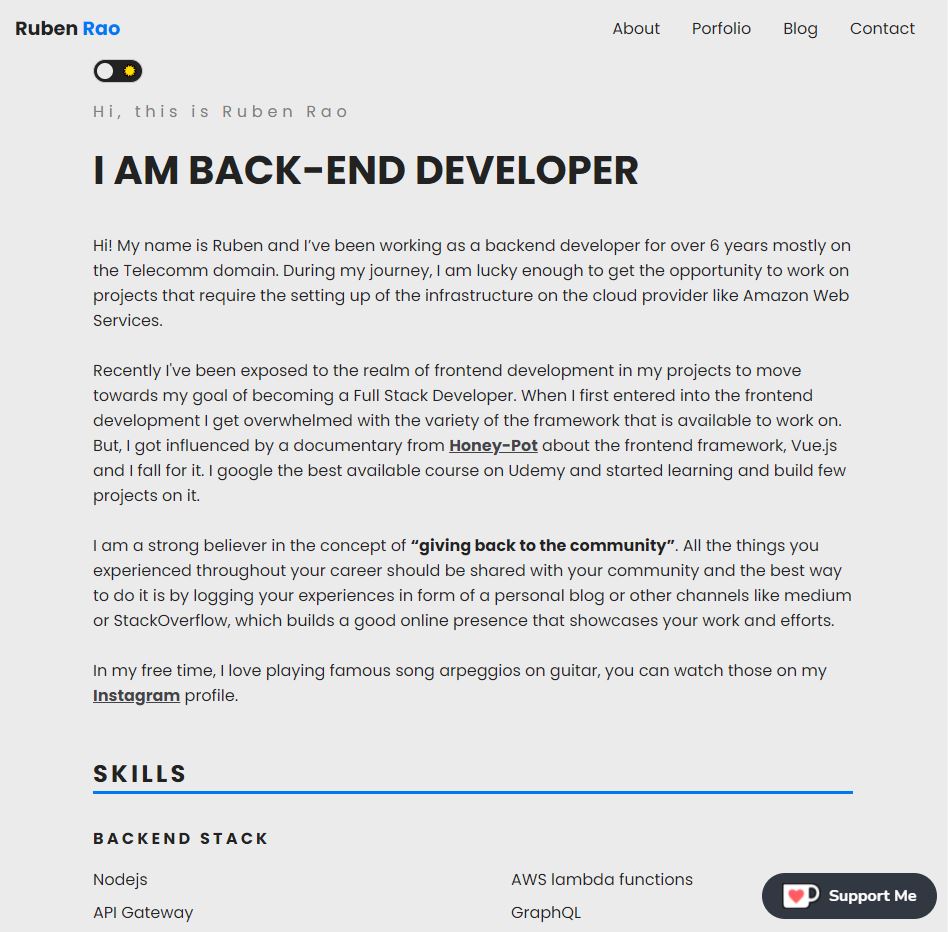 Ruben Rao
About Porfolio Blog Contact
Hi, this is Ruben Rao
I AM BACK-END DEVELOPER
Hi! My name is Ruben and I’ve been working as a backend developer for over 6 years mostly on
the Telecomm domain. During my journey, I am lucky enough to get the opportunity to work on
projects that require the setting up of the infrastructure on the cloud provider like Amazon Web
Services.
Recently I've been exposed to the realm of frontend development in my projects to move
towards my goal of becoming a Full Stack Developer. When I first entered into the frontend
development I get overwhelmed with the variety of the framework that is available to work on.
But, I got influenced by a documentary from Honey-Pot about the frontend framework, Vue.js
and I fall for it. I google the best available course on Udemy and started learning and build few
projects on it.
I am a strong believer in the concept of “giving back to the community”. All the things you
experienced throughout your career should be shared with your community and the best way
to do it is by logging your experiences in form of a personal blog or other channels like medium
or StackOverflow, which builds a good online presence that showcases your work and efforts.
In my free time, I love playing famous song arpeggios on guitar, you can watch those on my
Instagram profile.
SKILLS
BACKEND STACK
Nodejs AWS lambda functions
API Gateway GraphQL
Support Me